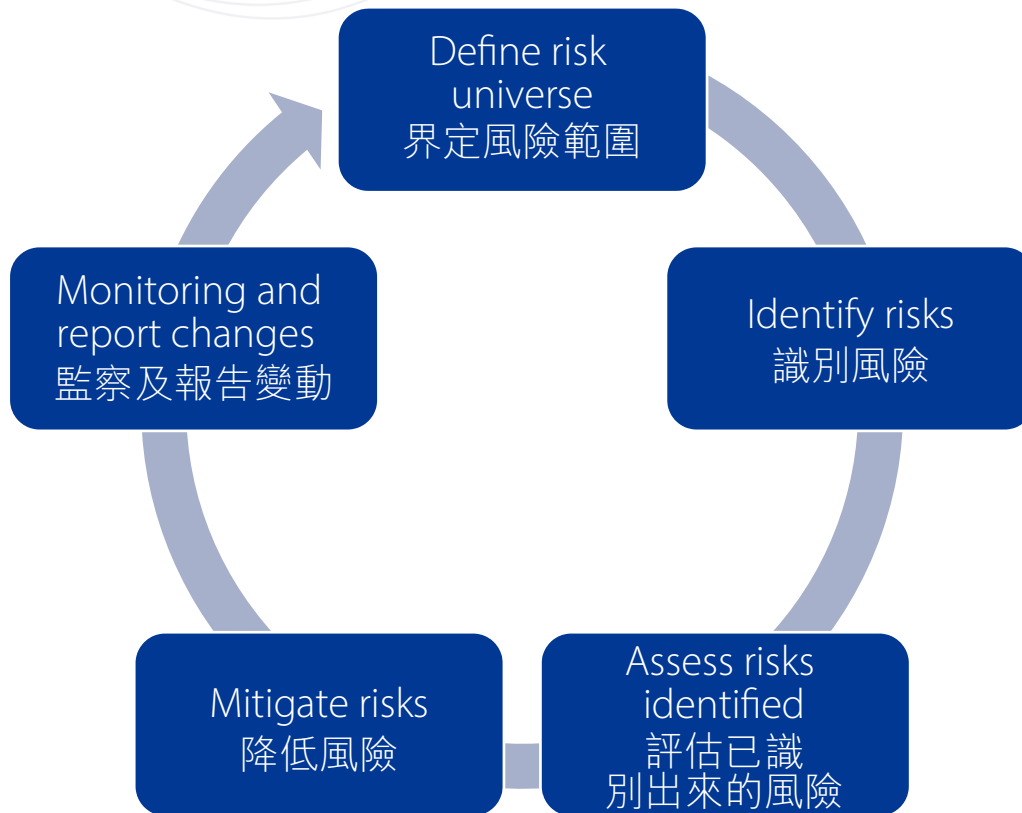 Define risk
universe
界定風險範圍
Identify risks
識別風險
Assess risks
identified
評估已識
別出來的風險
Mitigate risks
降低風險
Monitoring and
report changes
監察及報告變動